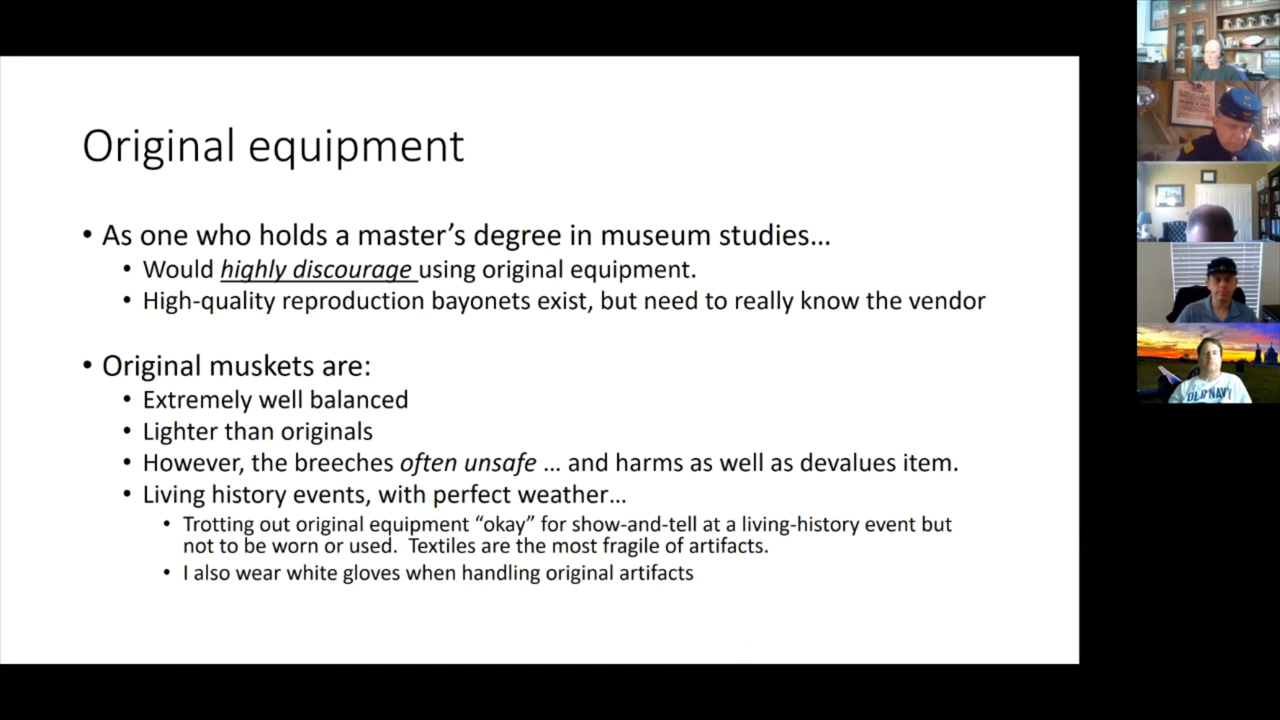 Original equipment
• As one who holds a master's degree in museum studies…
• Would highly discourage using original equipment.
• High-quality reproduction bayonets exist, but need to really know the vendor
• Original muskets are:
• Extremely well balanced
• Lighter than originals
• However, the breeches often unsafe … and harms as well as devalues item.
• Living history events, with perfect weather…
• Trotting out original equipment “okay” for show-and-tell at a living-history event but
not to be worn or used.  Textiles are the most fragile of artifacts.
• I also wear white gloves when handling original artifacts
OLD NAVY